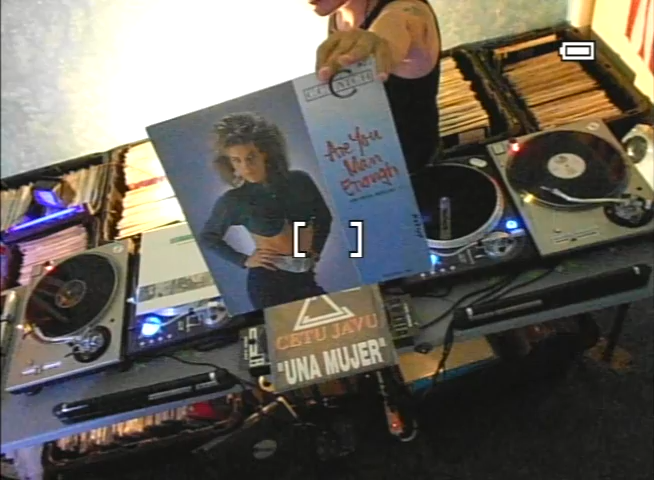 C.C.CATCH
Are You
Man
Enough
CETU JAVU
"UNA MUJER"